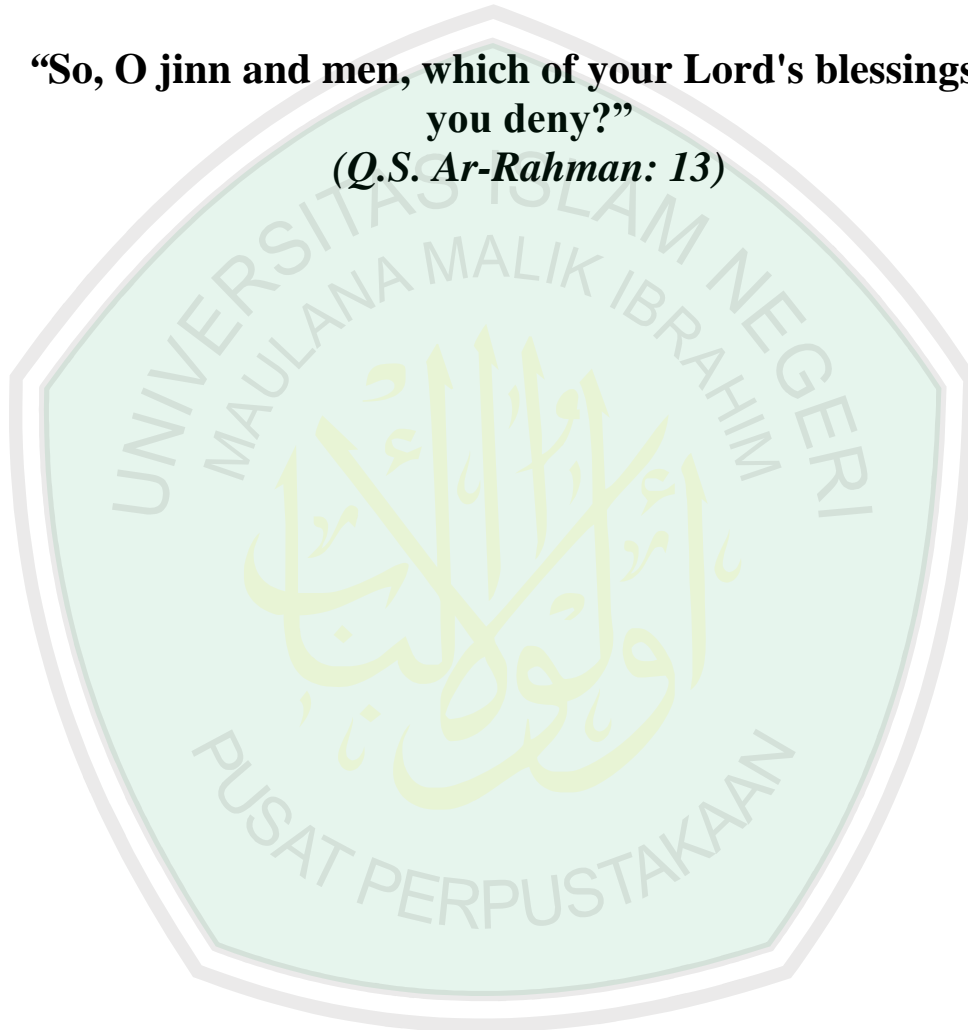 “So, O jinn and men, which of your Lord's blessings
you deny?”
(Q.S. Ar-Rahman: 13)
UNIVERSITAS ISLAM NEGERI
MAULANA MALIK IBRAHIM
PUSAT PERPUSTAKAAN